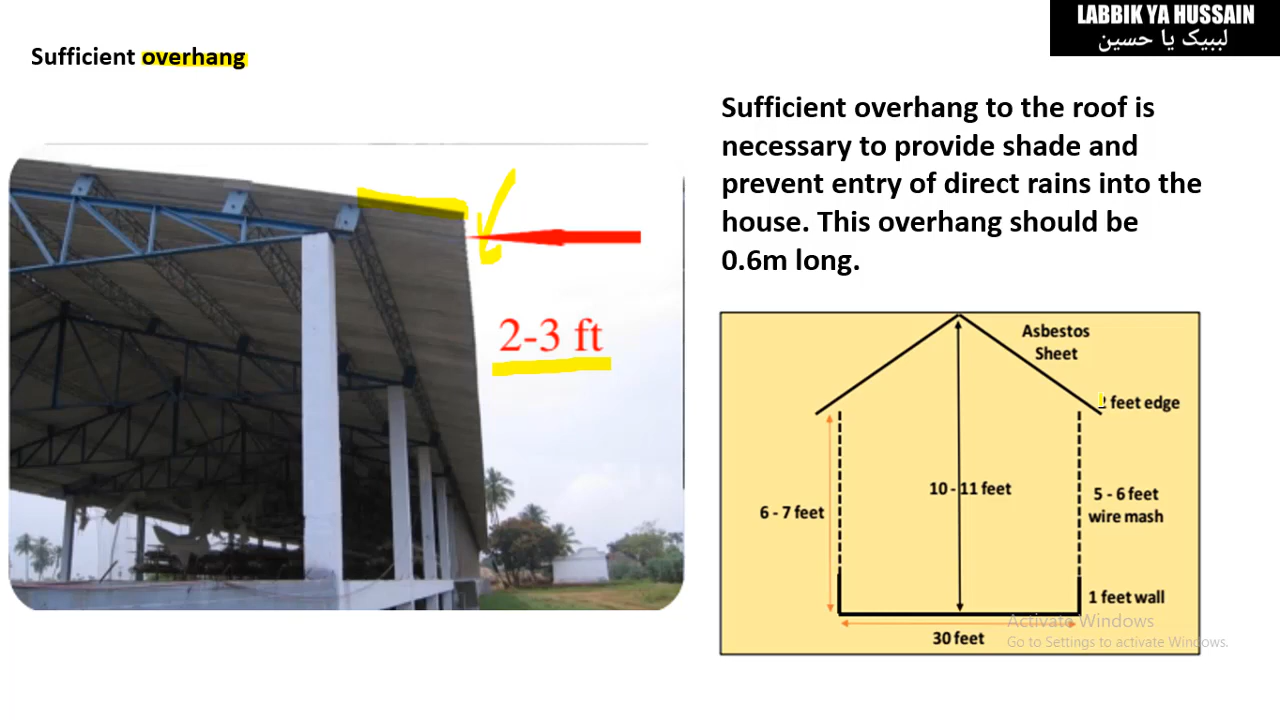 LABBIK YA HUSSAIN
لبیک یا حسین
Sufficient overhang
Sufficient overhang to the roof is
necessary to provide shade and
prevent entry of direct rains into the
house. This overhang should be
0.6m long.
2-3 ft
Asbestos
Sheet
2 feet edge
10 - 11 feet
6 - 7 feet
5 - 6 feet
wire mash
1 feet wall
30 feet
Activate Windows
Go to Settings to activate Windows.